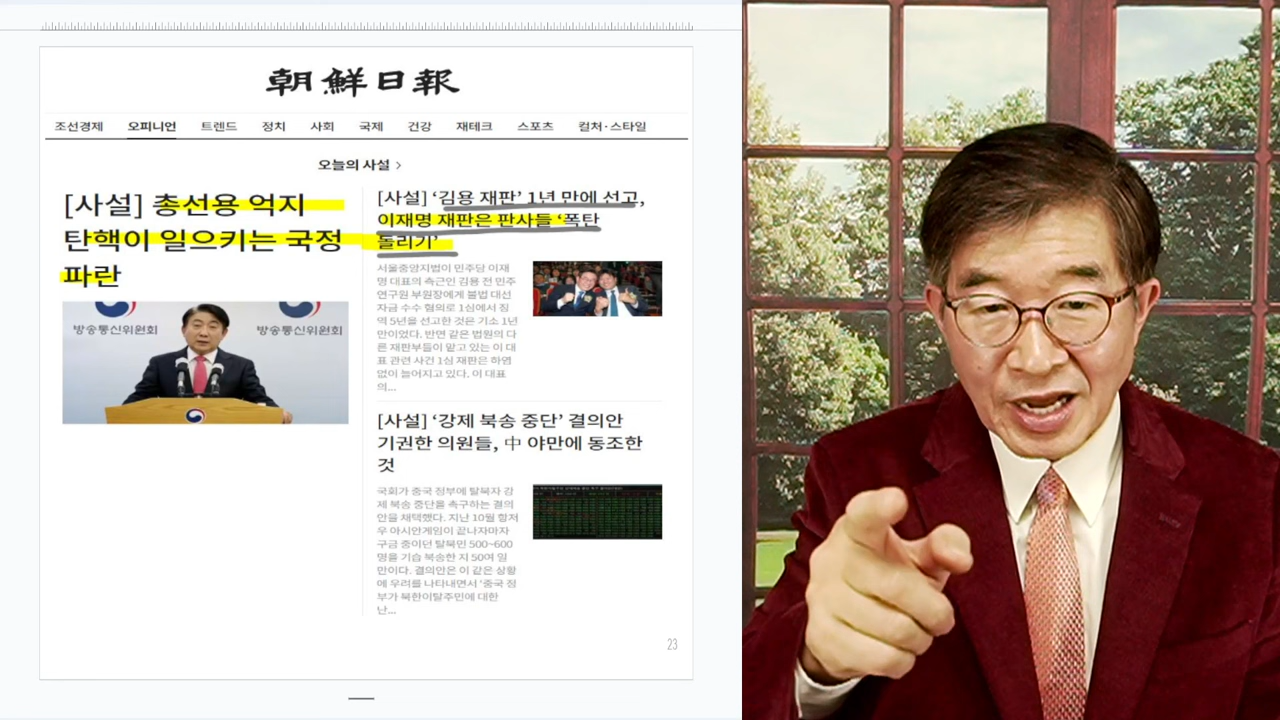 朝鮮日報
조선경제 오피니언 트렌드 정치 사회 국제 건강 재테크 스포츠 컬처·스타일
오늘의 사설 >
[사설] 총선용 억지
탄핵이 일으키는 국정
파란
방송통신위원회 방송통신위원회
[사설] ‘김용 재판’ 1년 만에 선고,
이재명 재판은 판사들 ‘폭탄
돌리기’
서울중앙지법이 민주당 이재
명 대표의 측근인 김용 전 민주
연구원 부원장에게 불법 대선
자금 수수 혐의로 1심에서 징
역 5년을 선고한 것은 기소 1년
만이었다. 반면 같은 법원의 다
른 재판부들이 맡고 있는 이 대
표 관련 사건 1심 재판은 하염
없이 늘어지고 있다. 이 대표
의...
[사설] ‘강제 북송 중단’ 결의안
기권한 의원들, 中 야만에 동조한
것
국회가 중국 정부에 탈북자 강
제 북송 중단을 촉구하는 결의
안을 채택했다. 지난 10월 항저
우 아시안게임이 끝나자마자
구금 중이던 탈북민 500~600
명을 기습 북송한 지 50여 일
만이다. 결의안은 이 같은 상황
에 우려를 나타내면서 ‘중국 정
부가 북한이탈주민에 대한
난...
23